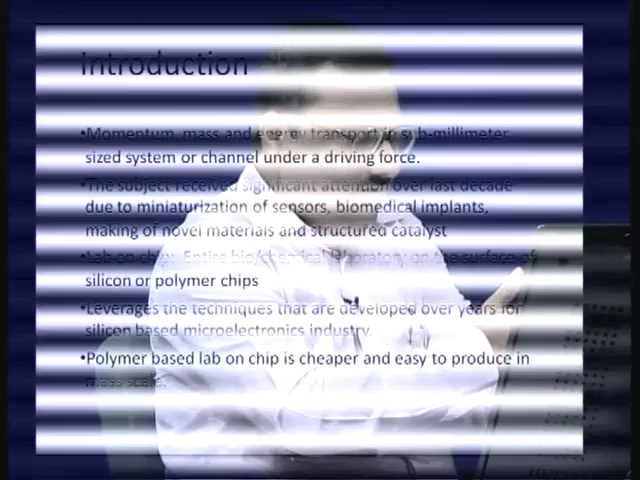 Introduction
•Momentum, mass and energy transport in sub-millimeter
sized system or channel under a driving force.
•The subject received significant attention over last decade
due to miniaturization of sensors, biomedical implants,
making of novel materials and structured catalyst
•Lab on chip: Entire bio/chemical laboratory on the surface of
silicon or polymer chips
•Leverages the techniques that are developed over years for
silicon based microelectronics industry.
•Polymer based lab on chip is cheaper and easy to produce in
mass scale.